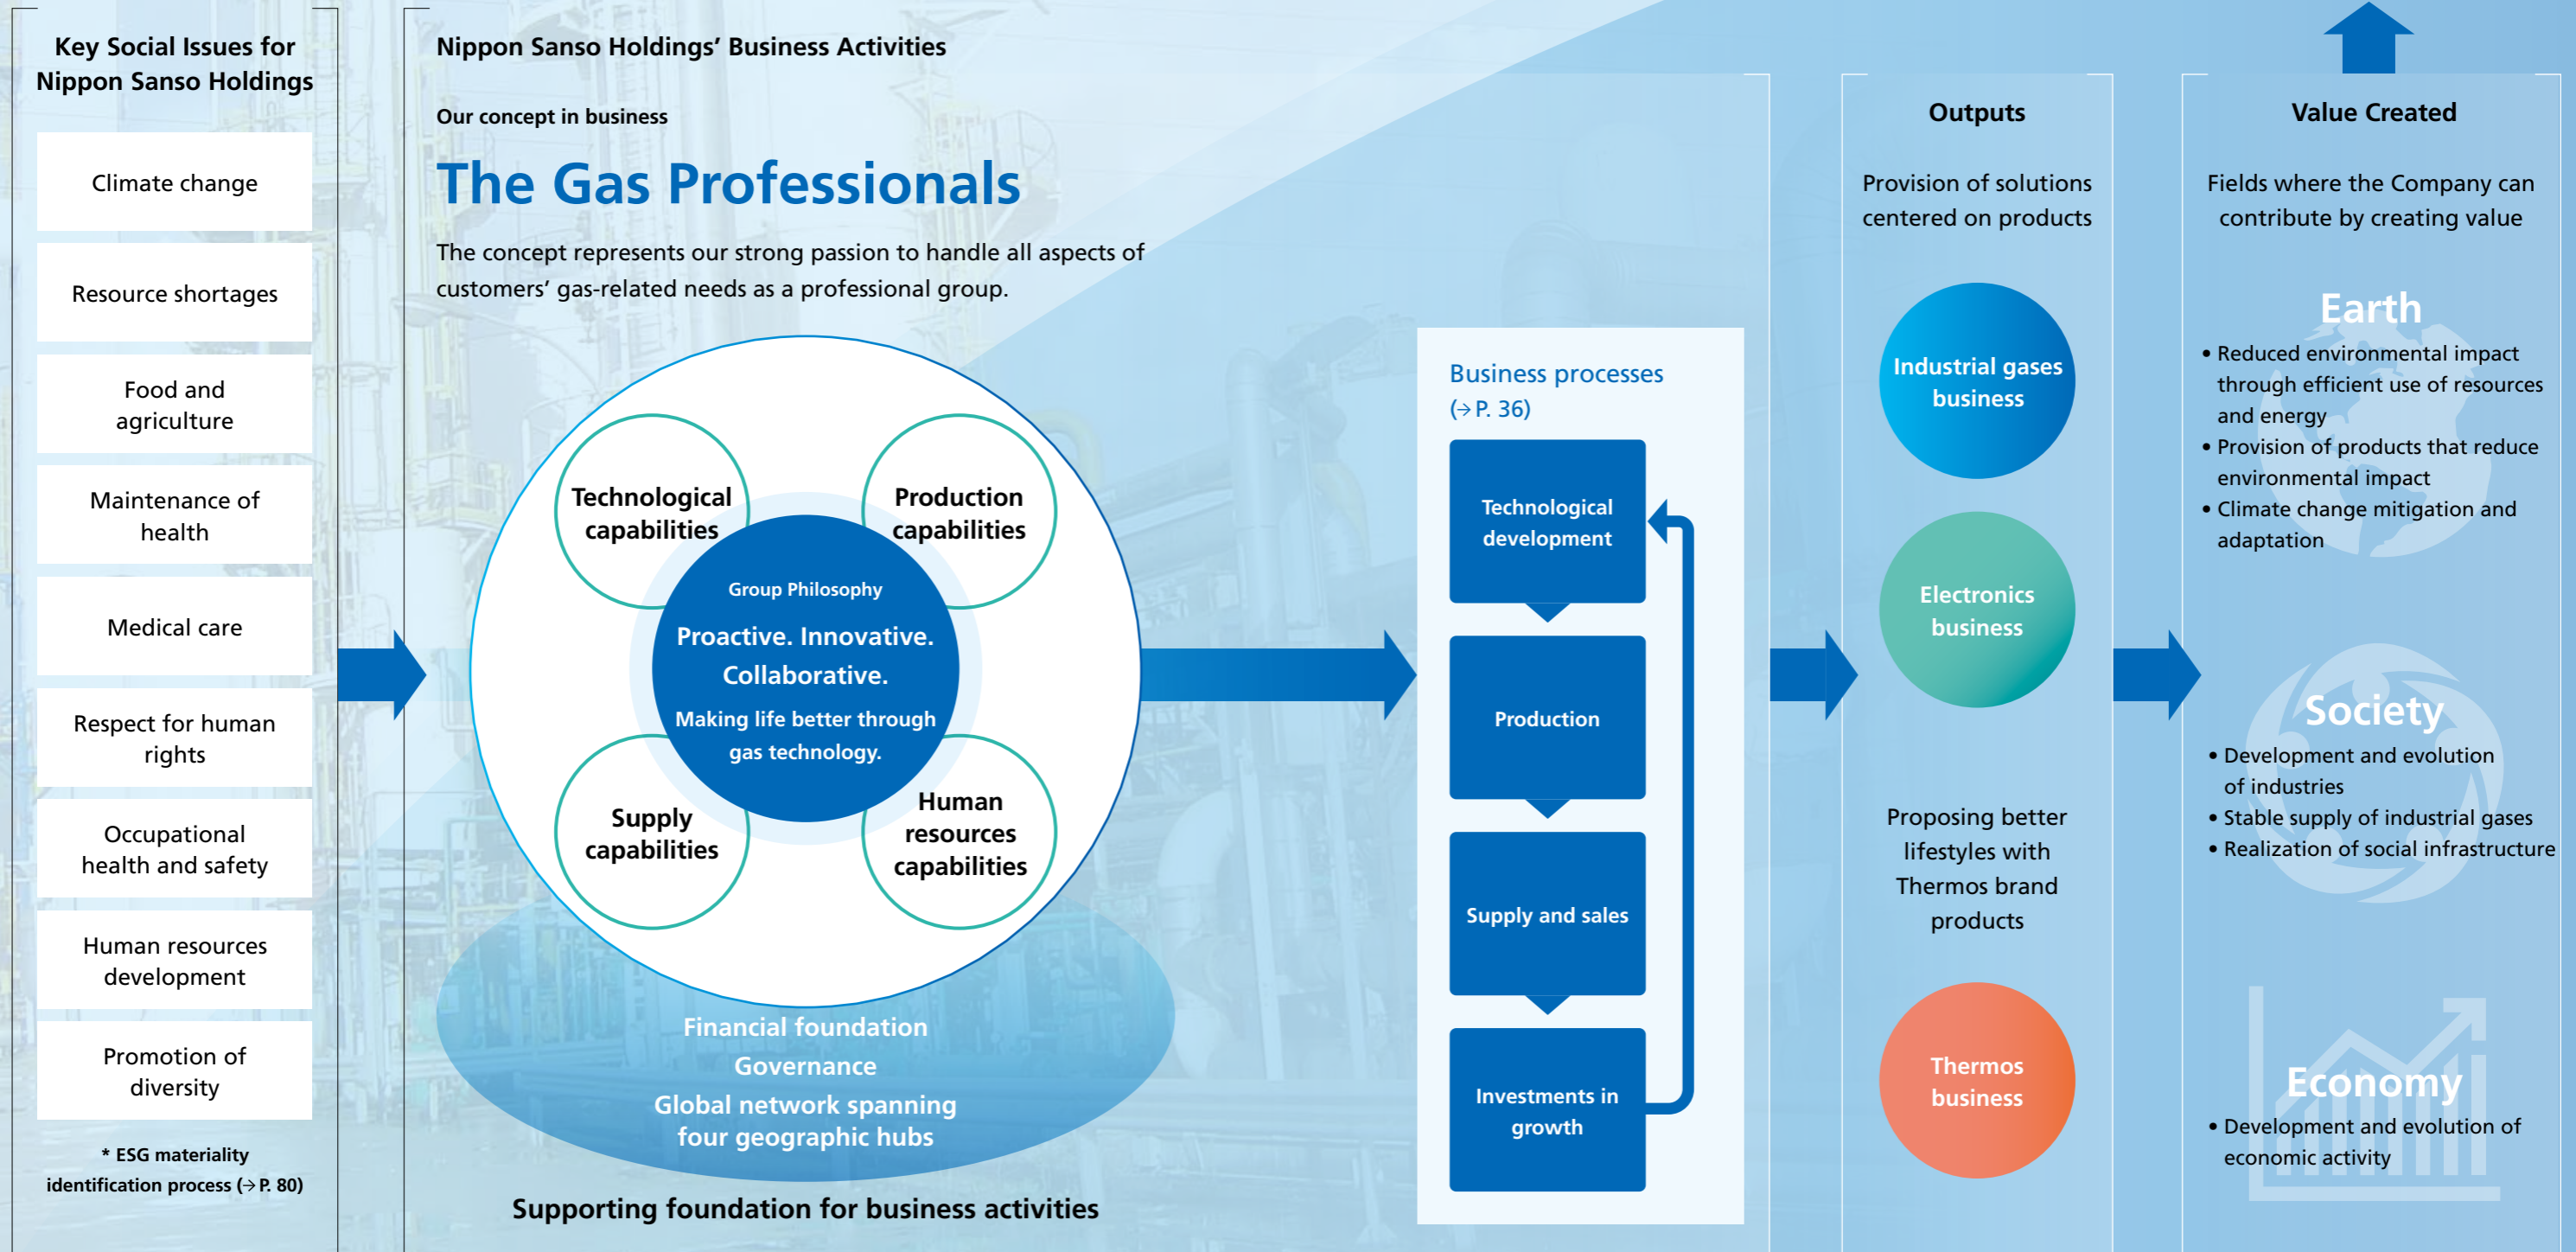 Key Social Issues for
Nippon Sanso Holdings
Climate change
Resource shortages
Food and
agriculture
Maintenance of
health
Medical care
Respect for human
rights
Occupational
health and safety
Human resources
development
Promotion of
diversity
* ESG materiality
identification process (→P. 80)
Nippon Sanso Holdings’ Business Activities
Our concept in business
The Gas Professionals
The concept represents our strong passion to handle all aspects of
customers’ gas-related needs as a professional group.
Technological
capabilities
Production
capabilities
Group Philosophy
Proactive. Innovative.
Collaborative.
Making life better through
gas technology.
Supply
capabilities
Human
resources
capabilities
Financial foundation
Governance
Global network spanning
four geographic hubs
Supporting foundation for business activities
Business processes
(→P. 36)
Technological
development
Production
Supply and sales
Investments in
growth
Outputs
Provision of solutions
centered on products
Industrial gases
business
Electronics
business
Proposing better
lifestyles with
Thermos brand
products
Thermos
business
Value Created
Fields where the Company can
contribute by creating value
Earth
• Reduced environmental impact
through efficient use of resources
and energy
• Provision of products that reduce
environmental impact
• Climate change mitigation and
adaptation
Society
• Development and evolution
of industries
• Stable supply of industrial gases
• Realization of social infrastructure
Economy
• Development and evolution of
economic activity